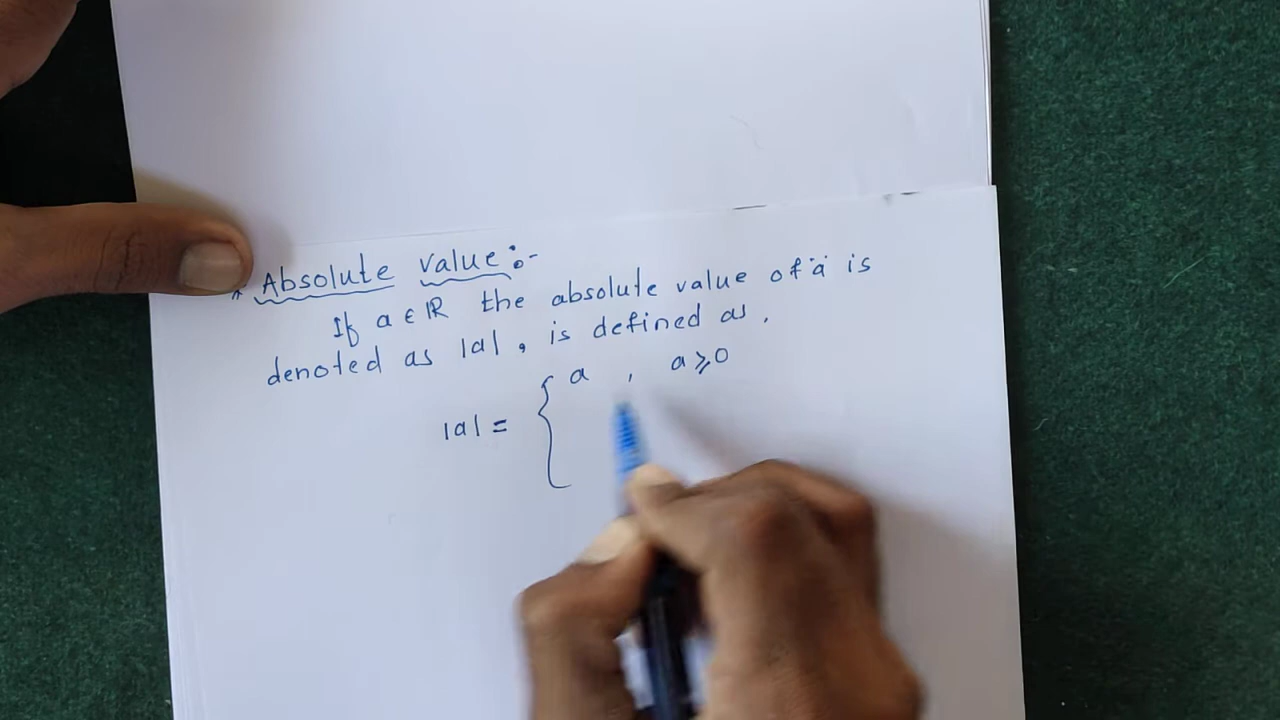 * Absolute value :-
If a ∈ ℝ the absolute value of "a" is
denoted as |a|, is defined as,
|a| = { a , a ⩾ 0